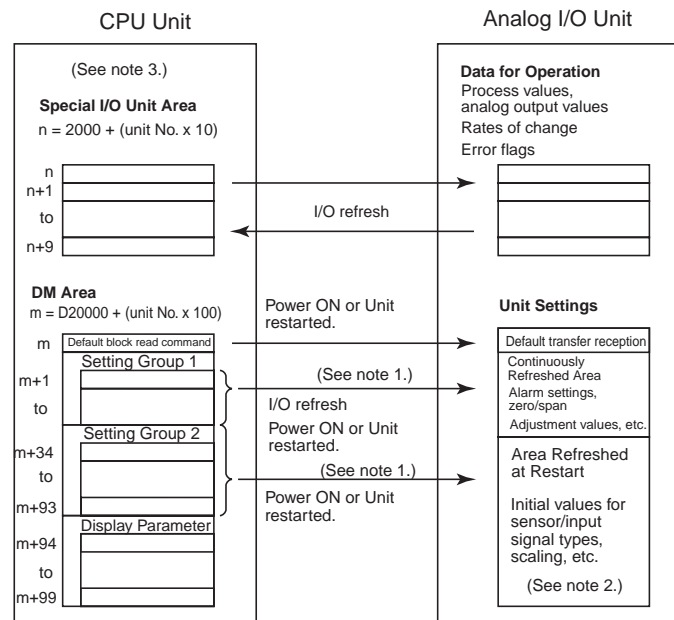 CPU Unit
Analog I/O Unit
(See note 3.)
Special I/O Unit Area
n = 2000 + (unit No. x 10)
n
n+1
to
n+9
I/O refresh
Data for Operation
Process values,
analog output values
Rates of change
Error flags
DM Area
m = D20000 + (unit No. x 100)
m
Default block read command
Setting Group 1
m+1
to
Setting Group 2
m+34
to
m+93
Display Parameter
m+94
to
m+99
Power ON or Unit
restarted.
(See note 1.)
I/O refresh
Power ON or Unit
restarted.
(See note 1.)
Power ON or Unit
restarted.
Unit Settings
Default transfer reception
Continuously
Refreshed Area
Alarm settings,
zero/span
Adjustment values, etc.
Area Refreshed
at Restart
Initial values for
sensor/input
signal types,
scaling, etc.
(See note 2.)